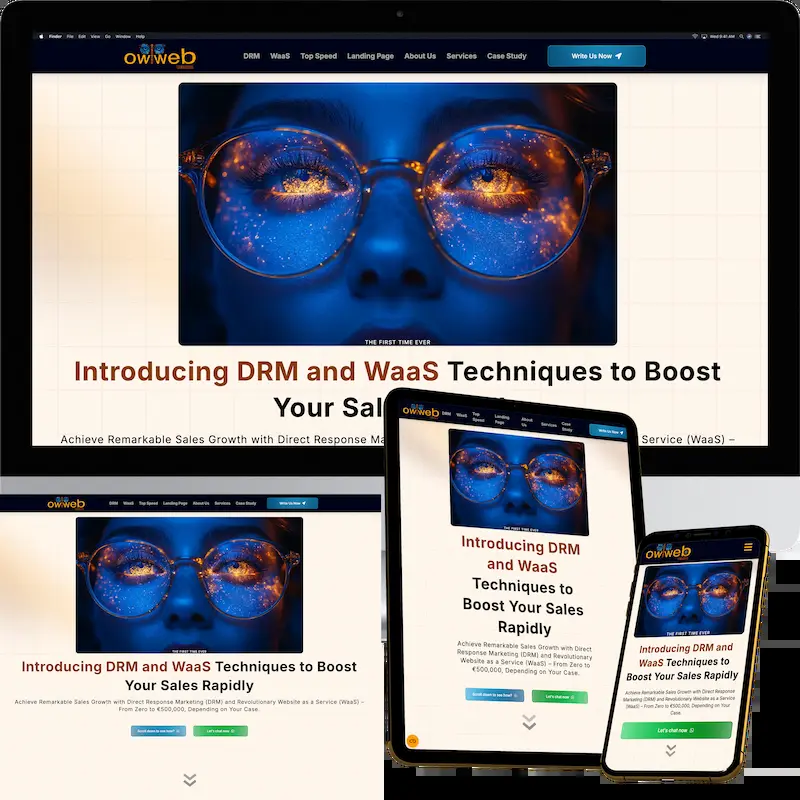 Finder File Edit View Go Window Help
Wed 9:41 AM
owweb
DRM WaaS Top Speed Landing Page About Us Services Case Study
Write Us Now
THE FIRST TIME EVER
Introducing DRM and WaaS Techniques to Boost
Your Sal
Achieve Remarkable Sales Growth with Direct Response Ma
Service (WaaS) –
owweb
DRM WaaS Top Speed Landing Page About Us Services Case Study
Write Us Now
THE FIRST TIME EVER
Introducing DRM and WaaS Techniques to Boost
Your Sales Rapidly
Achieve Remarkable Sales Growth with Direct Response Marketing (DRM) and Revolutionary Website as a Service (WaaS) –
From Zero to €500,000, Depending on Your Case.
Scroll down to see how!!
Let's chat now
owweb
DRM WaaS Top Speed Landing Page About Us Services Case Study
Write Us Now
THE FIRST TIME EVER
Introducing DRM
and WaaS
Techniques to
Boost Your Sales
Rapidly
Achieve Remarkable Sales Growth with Direct
Response Marketing (DRM) and Revolutionary
Website as a Service (WaaS) – From Zero to
€500,000, Depending on Your Case.
Scroll down to see how!!
Let's chat now
owweb
THE FIRST TIME EVER
Introducing DRM and
WaaS Techniques to
Boost Your Sales Rapidly
Achieve Remarkable Sales Growth with Direct Response
Marketing (DRM) and Revolutionary Website as a Service
(WaaS) – From Zero to €500,000, Depending on Your
Case.
Let's chat now